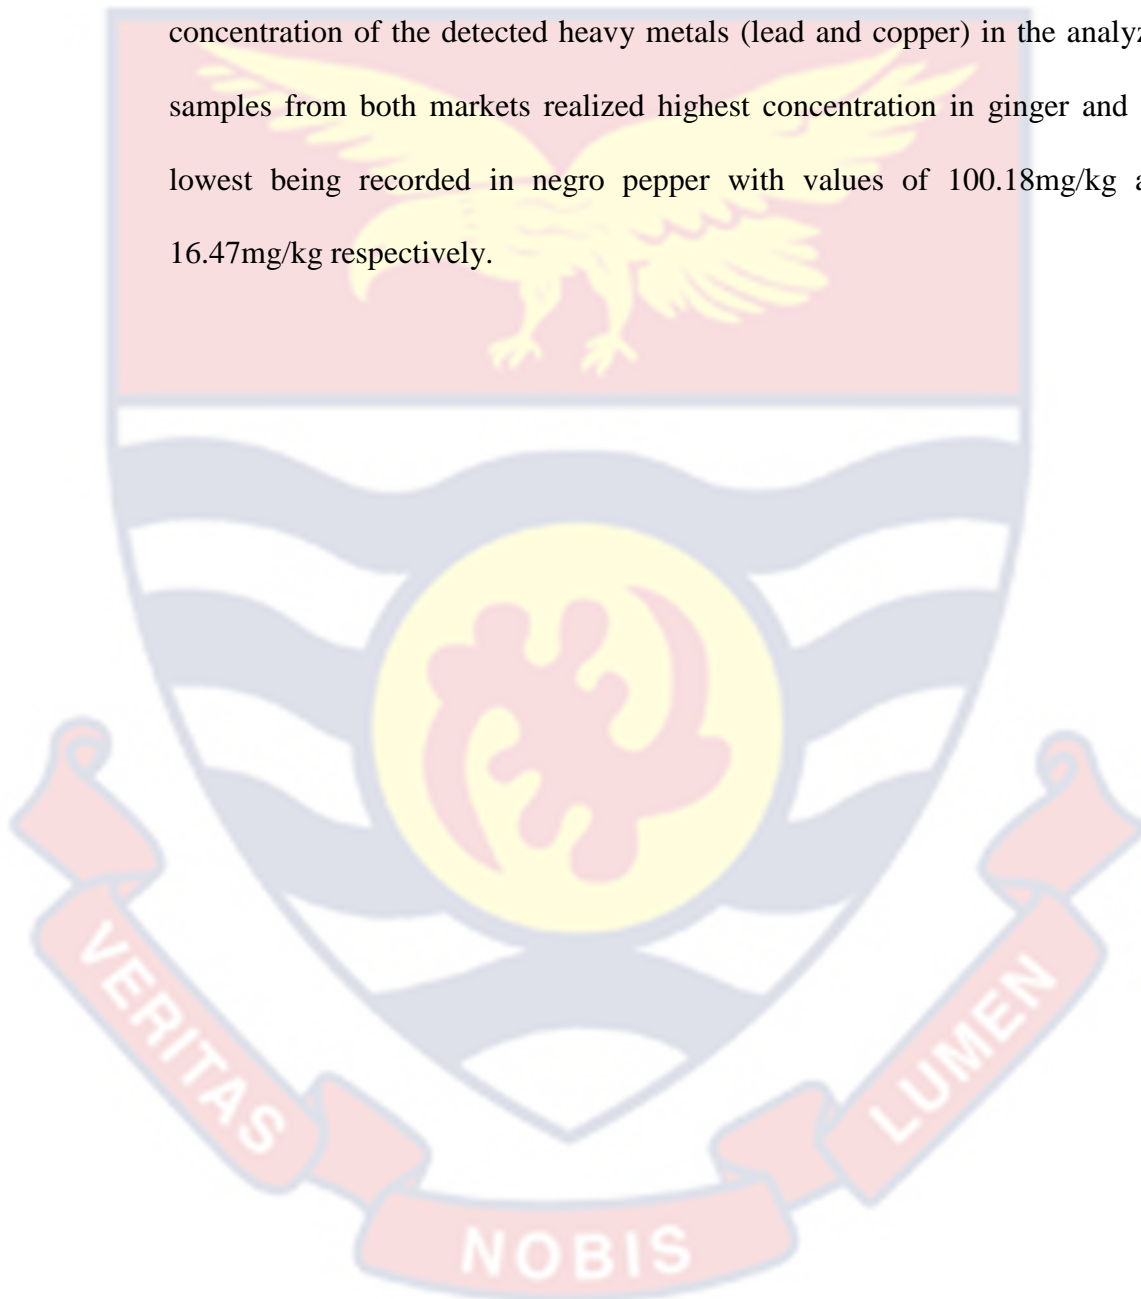 concentration of the detected heavy metals (lead and copper) in the analyz
samples from both markets realized highest concentration in ginger and
lowest being recorded in negro pepper with values of 100.18mg/kg a
16.47mg/kg respectively.
VERITAS
NOBIS
LUMEN